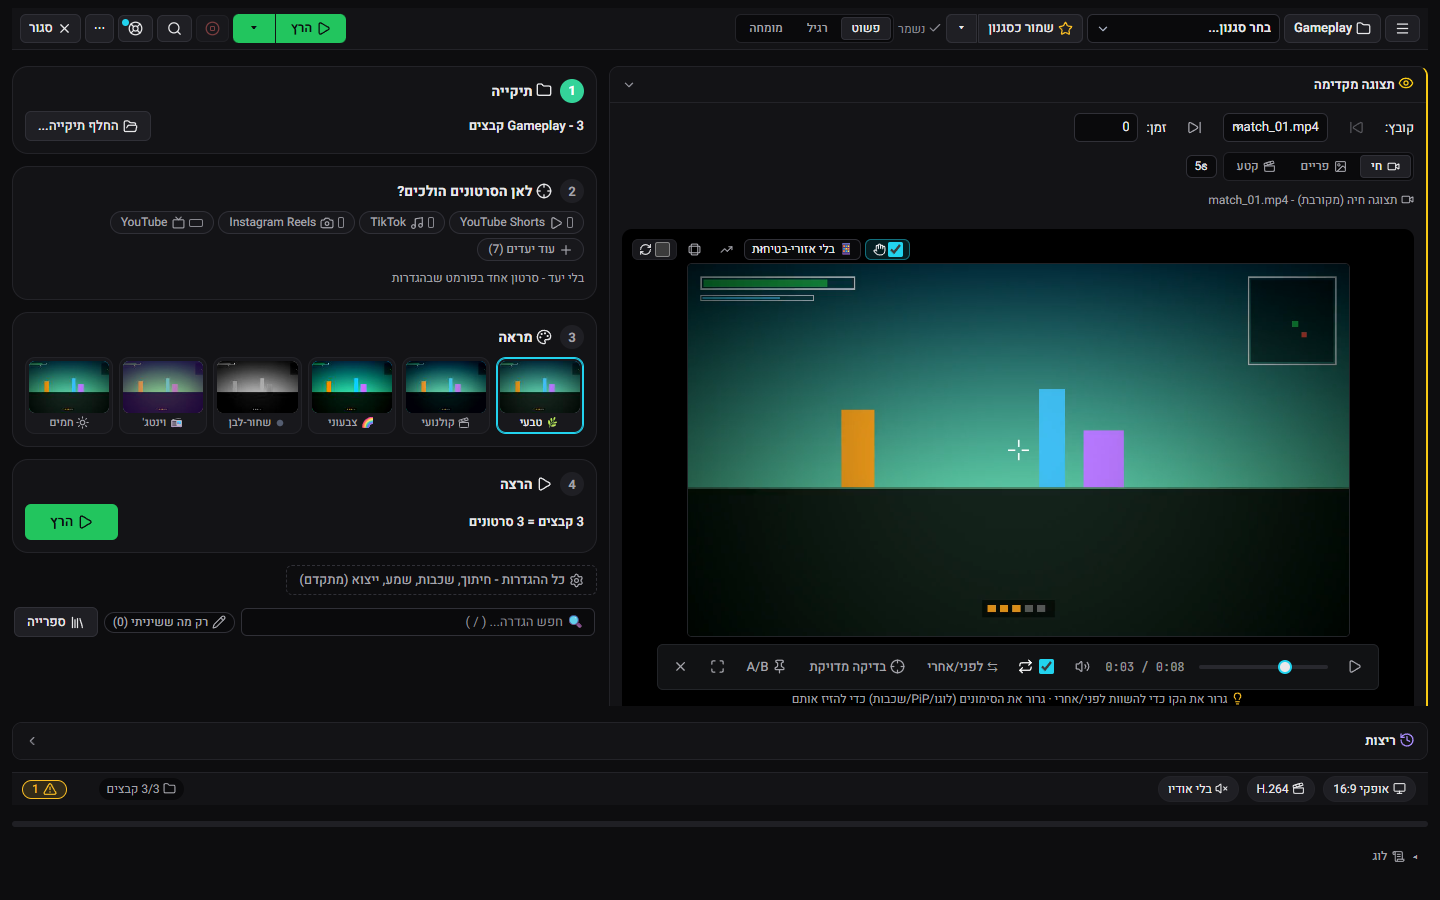 Gameplay
בחר סגנון...
שמור כסגנון
נשמר
פשוט
רגיל
מומחה
הרץ
סגור
תצוגה מקדימה
קובץ:
match_01.mp4
זמן:
0
חי
פריים
קטע
5s
תצוגה חיה (מקורבת) - match_01.mp4
בלי אזורי-בטיחות
0:03 / 0:08
לפני/אחרי
בדיקה מדויקת
A/B
גרור את הקו כדי להשוות לפני/אחרי · גרור את הסימונים (לוגו/PiP/שכבות) כדי להזיז אותם
1
תיקייה
Gameplay - 3 קבצים
החלף תיקייה...
2
לאן הסרטונים הולכים?
YouTube Shorts
TikTok
Instagram Reels
YouTube
עוד יעדים (7)
בלי יעד - סרטון אחד בפורמט שבהגדרות
3
מראה
טבעי
קולנועי
צבעוני
שחור-לבן
וינטג'
חמים
4
הרצה
3 קבצים = 3 סרטונים
הרץ
כל ההגדרות - חיתוך, שכבות, שמע, ייצוא (מתקדם)
חפש הגדרה... ( / )
רק מה ששיניתי (0)
ספרייה
ריצות
אופקי 16:9
H.264
בלי אודיו
3/3 קבצים
1
לוג